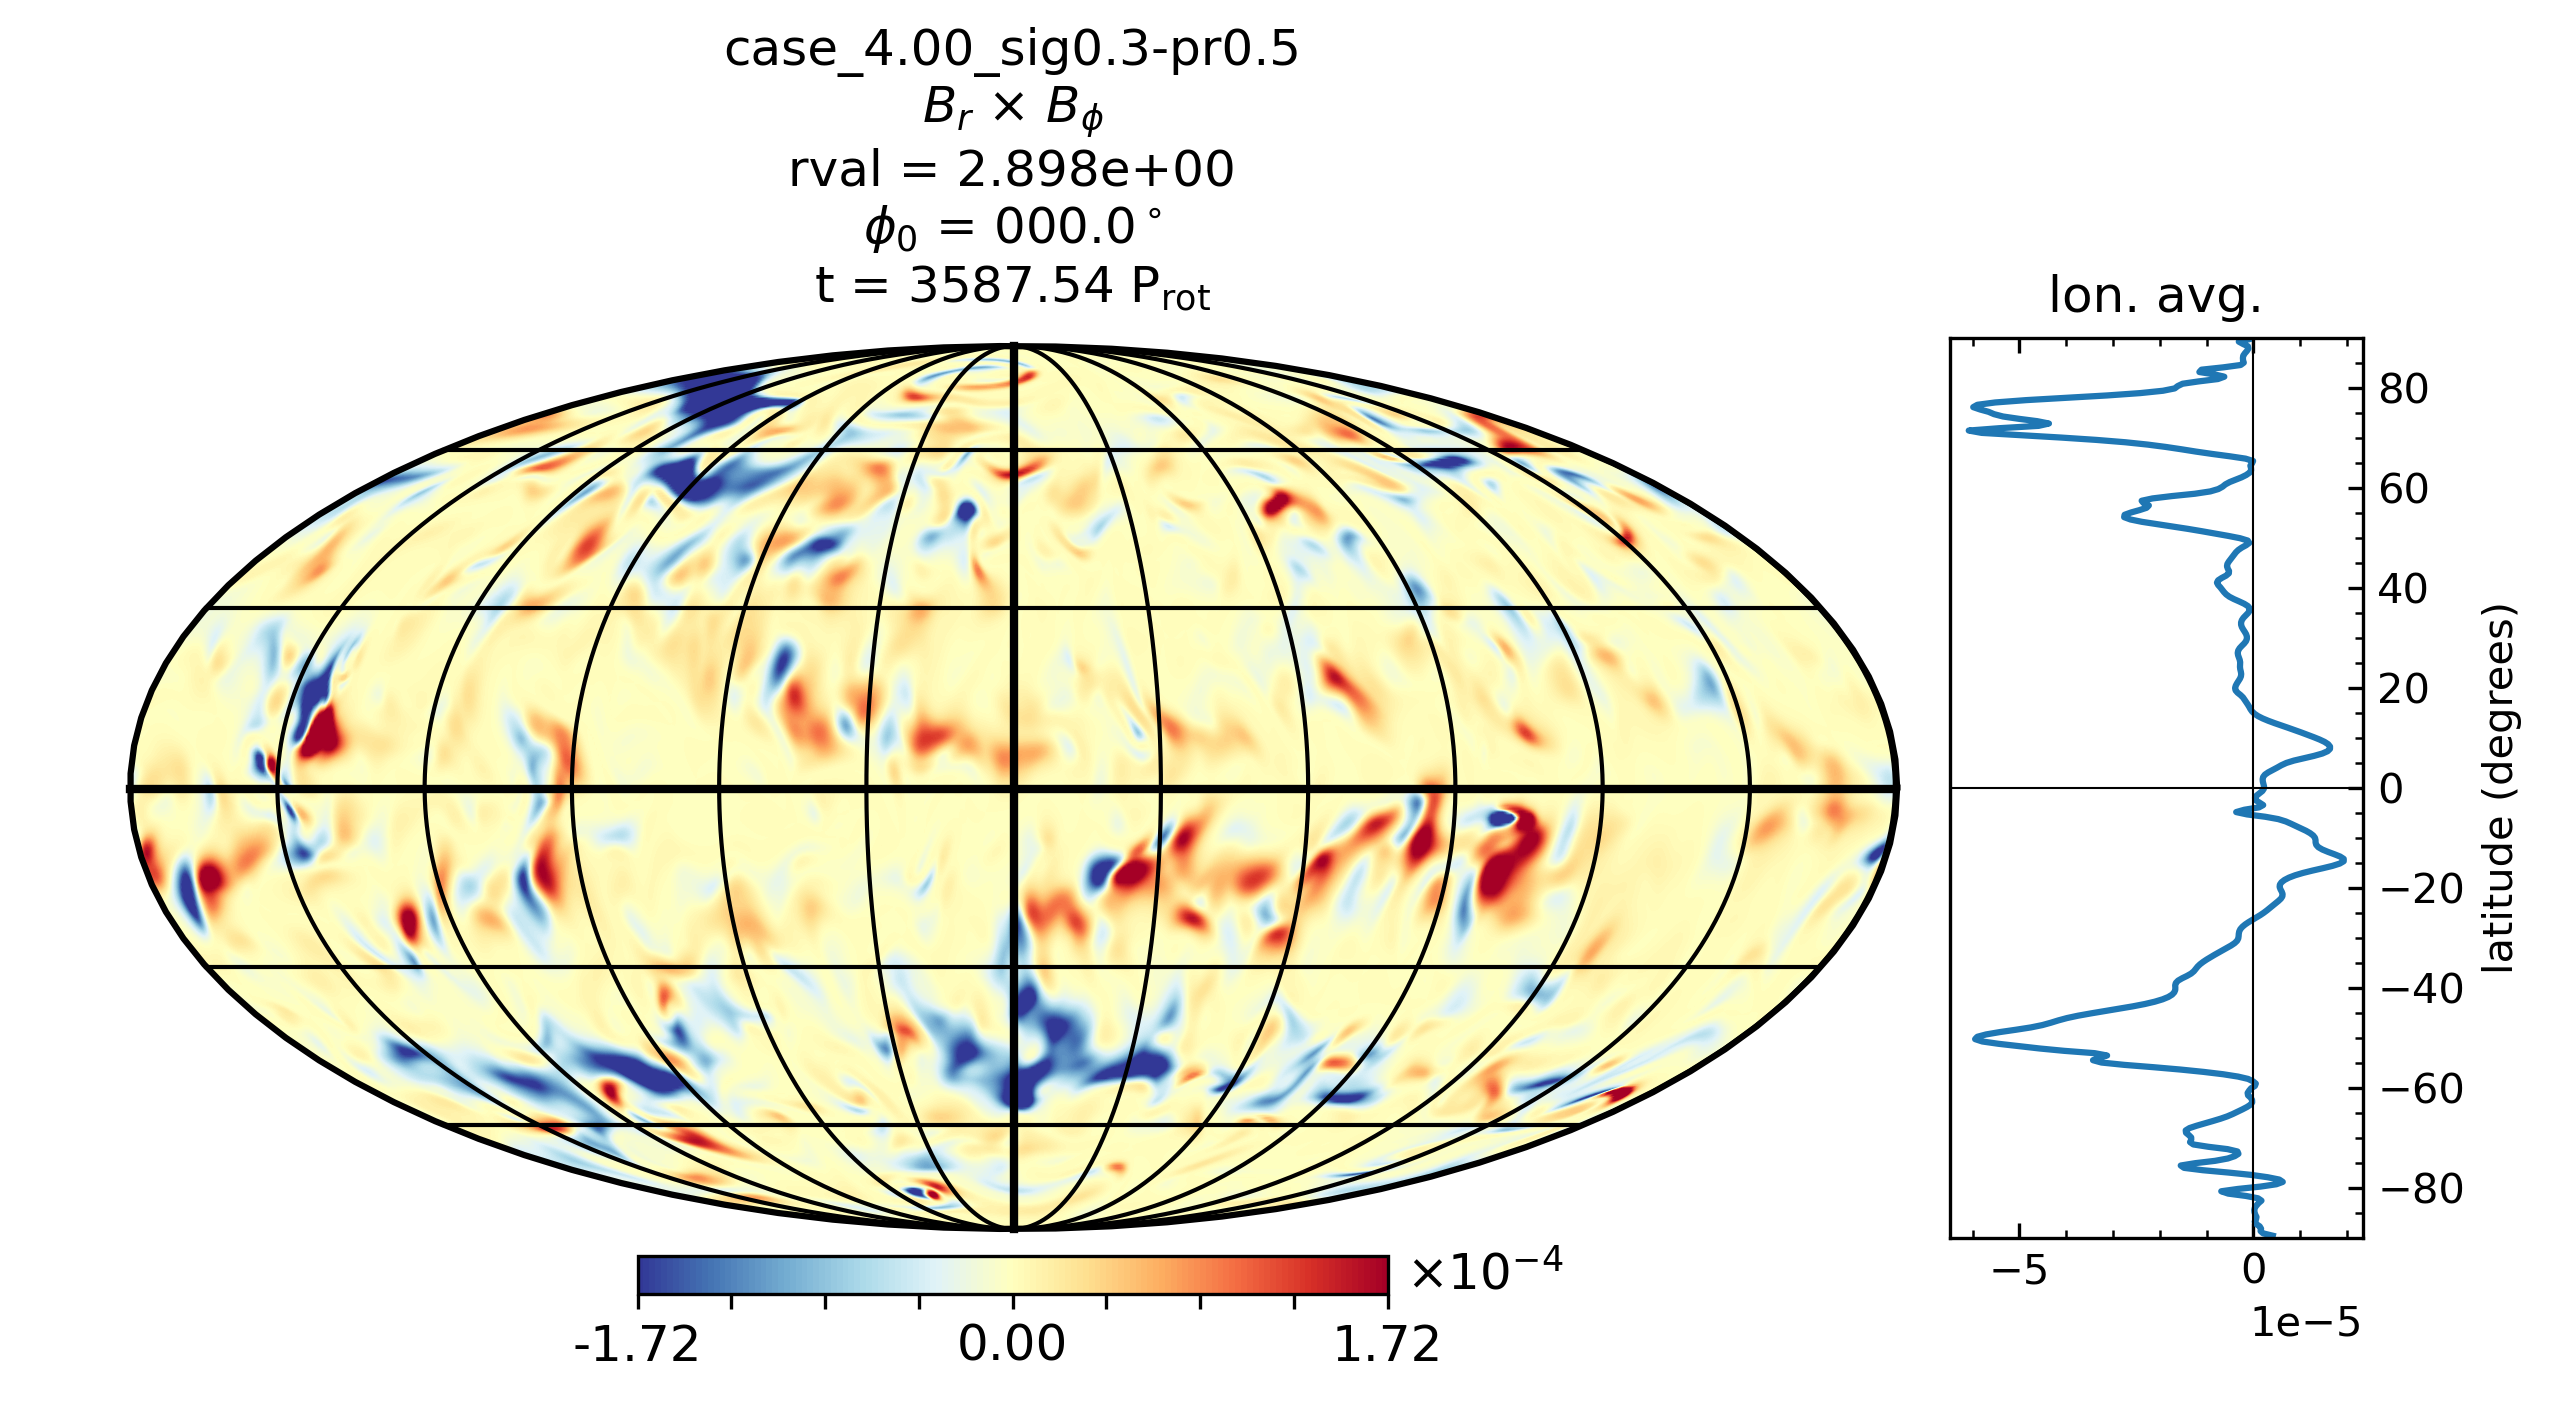 case_4.00_sig0.3-pr0.5
B_r × B_ϕ
rval = 2.898e+00
ϕ_0 = 000.0°
t = 3587.54 P_rot
lon. avg.
80
60
40
20
0
−20
−40
−60
−80
latitude (degrees)
−5 0
1e−5
×10^−4
-1.72 0.00 1.72